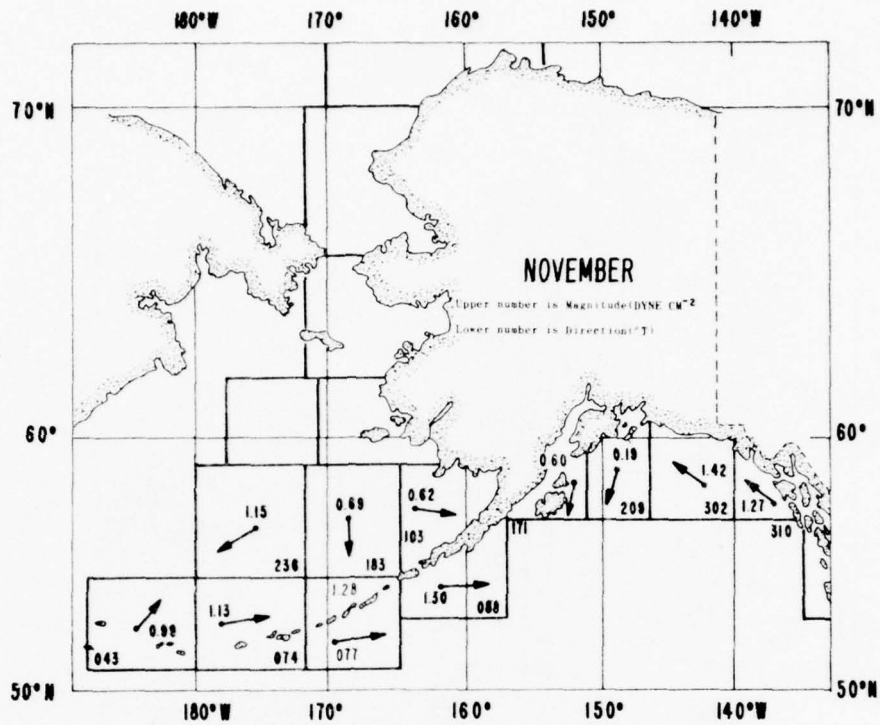 180°W 170° 160° 150° 140°W
70°N 70°N
NOVEMBER
Upper number is Magnitude(DYNE CM-2
Lower number is Direction(°T)
60° 60°
0.60 0.19 1.42
1.15 0.69 0.62 1.27
103 209 302
171 310
236 183
1.28
1.30 088
1.13 0.99
043 074 077
50°N 50°N
180°W 170° 160° 150° 140°W